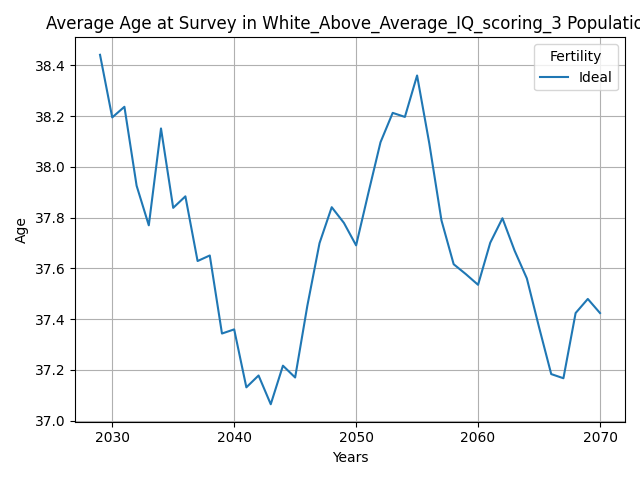 Average Age at Survey in White_Above_Average_IQ_scoring_3 Populatio
Fertility
Ideal
38.4
38.2
38.0
37.8
37.6
37.4
37.2
37.0
Age
2030 2040 2050 2060 2070
Years